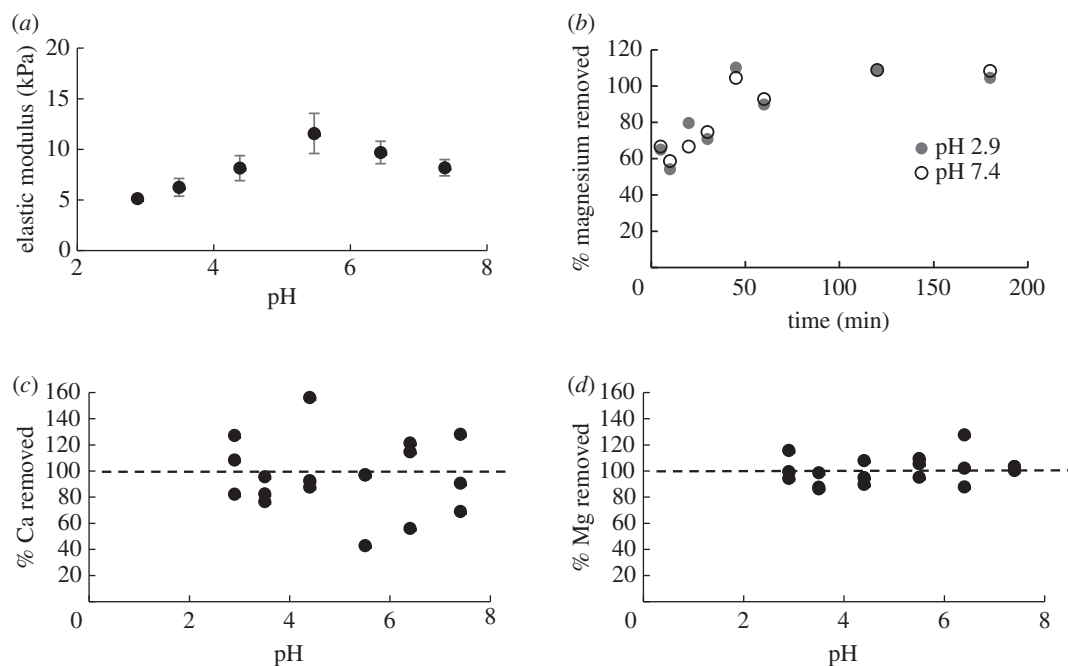 (a)
elastic modulus (kPa)
20
15
10
5
0
2 4 6 8
pH
(b)
% magnesium removed
120
100
80
60
40
20
0 50 100 150 200
time (min)
pH 2.9
pH 7.4
(c)
% Ca removed
160
140
120
100
80
60
40
20
0 2 4 6 8
pH
(d)
% Mg removed
160
140
120
100
80
60
40
20
0 2 4 6 8
pH